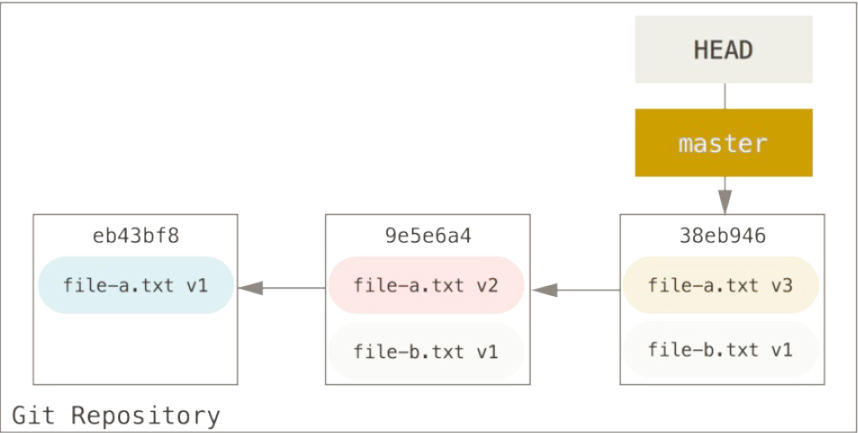 HEAD
master
eb43bf8
file-a.txt v1
9e5e6a4
file-a.txt v2
file-b.txt v1
38eb946
file-a.txt v3
file-b.txt v1
Git Repository